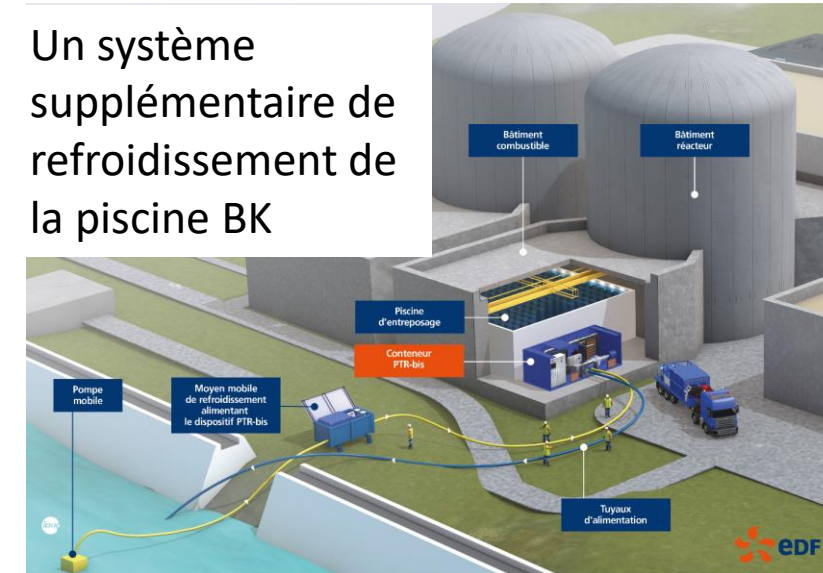 Un système
supplémentaire de
refroidissement de
la piscine BK
Bâtiment
combustible
Bâtiment
réacteur
Piscine
d'entreposage
Conteneur
PTR-bis
Pompe
mobile
Moyen mobile
de refroidissement
alimentant
le dispositif PTR-bis
Tuyaux
d'alimentation
edf